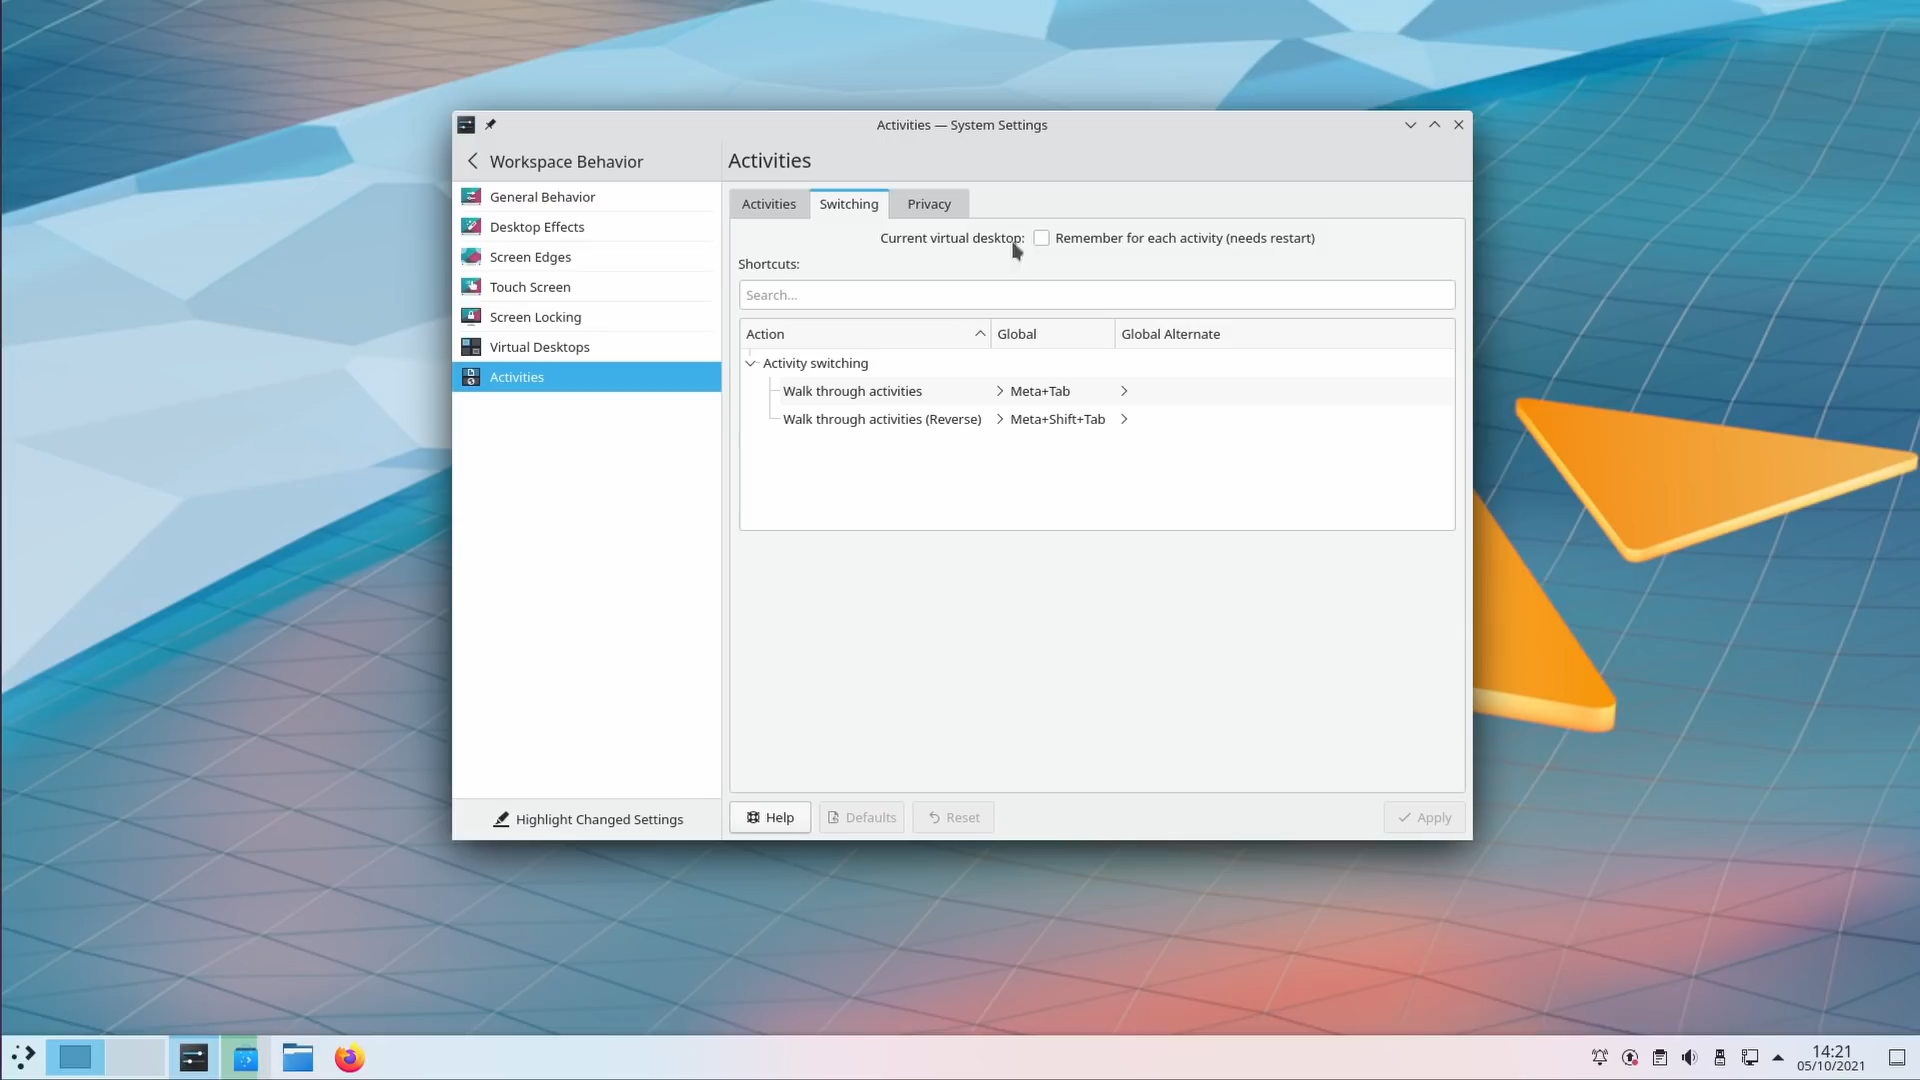 Activities — System Settings
Workspace Behavior
General Behavior
Desktop Effects
Screen Edges
Touch Screen
Screen Locking
Virtual Desktops
Activities
Highlight Changed Settings
Activities
Activities Switching Privacy
Current virtual desktop: Remember for each activity (needs restart)
Shortcuts:
Search...
Action Global Global Alternate
Activity switching
Walk through activities Meta+Tab
Walk through activities (Reverse) Meta+Shift+Tab
Help Defaults Reset Apply
14:21
05/10/2021